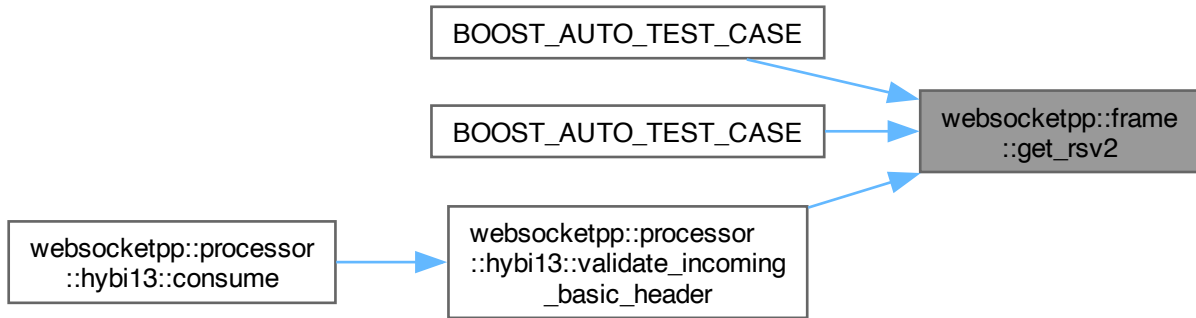 BOOST_AUTO_TEST_CASE
BOOST_AUTO_TEST_CASE
websocketpp::frame
::get_rsv2
websocketpp::processor
::hybi13::validate_incoming
_basic_header
websocketpp::processor
::hybi13::consume